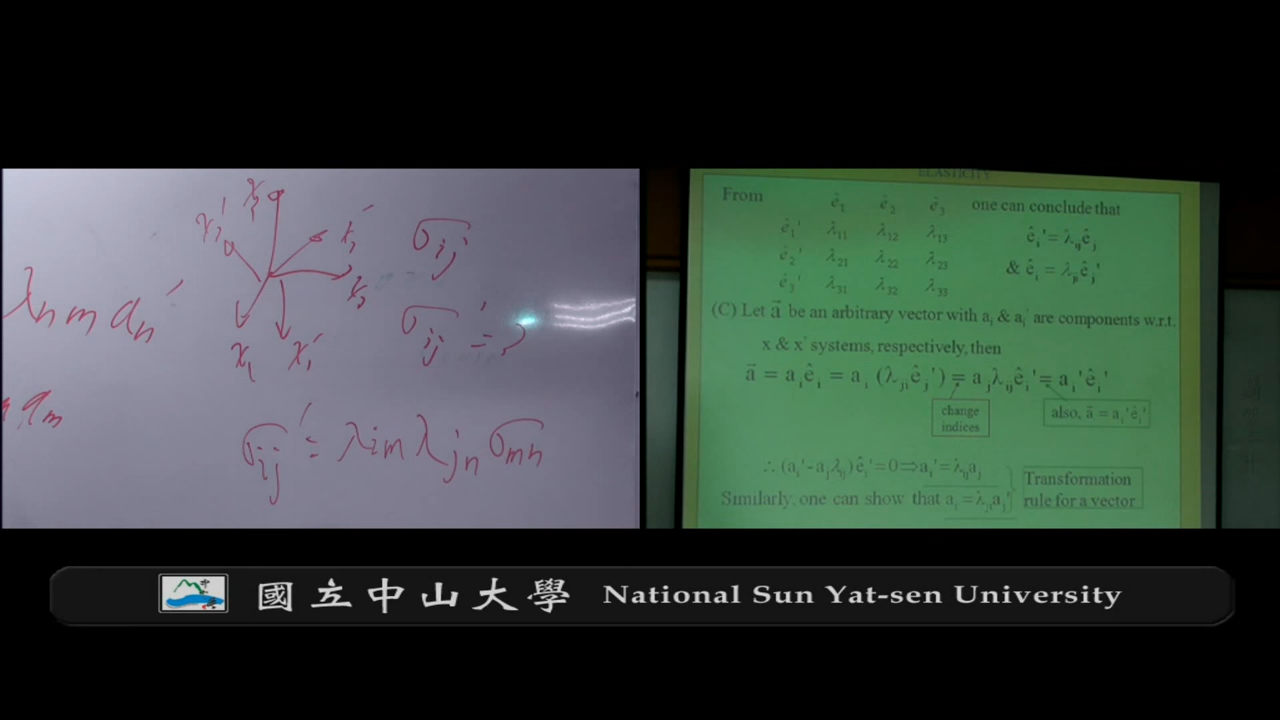 σij
σij' = ?
λnm an'
σij' = λim λjn σmn
ELASTICITY
From ê1 ê2 ê3 one can conclude that
ê1' λ11 λ12 λ13 êi' = λij êj
ê2' λ21 λ22 λ23 & êi = λji êj'
ê3' λ31 λ32 λ33
(C) Let a⃗ be an arbitrary vector with ai & ai' are components w.r.t.
x & x' systems, respectively, then
a⃗ = ai êi = ai (λji êj') = aj λij êi' = ai' êi'
change
indices
also, a⃗ = ai' êi'
∴ (ai' - aj λij) êi' = 0 ⇒ ai' = λij aj
Similarly, one can show that ai = λji aj'
Transformation
rule for a vector
國立中山大學 National Sun Yat-sen University